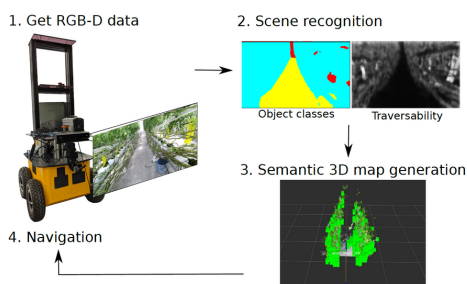 1. Get RGB-D data
2. Scene recognition
Object classes
Traversability
3. Semantic 3D map generation
4. Navigation